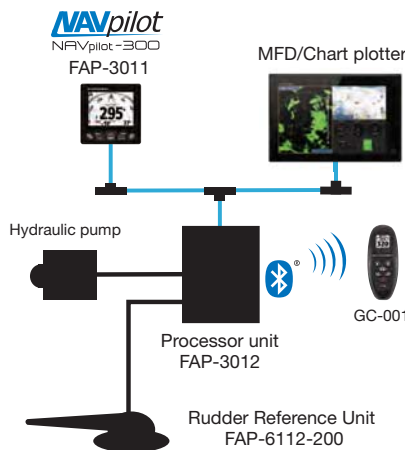 NAVpilot
NAVpilot-300
FAP-3011
MFD/Chart plotter
295°
Hydraulic pump
®
GC-001
Processor unit
FAP-3012
Rudder Reference Unit
FAP-6112-200